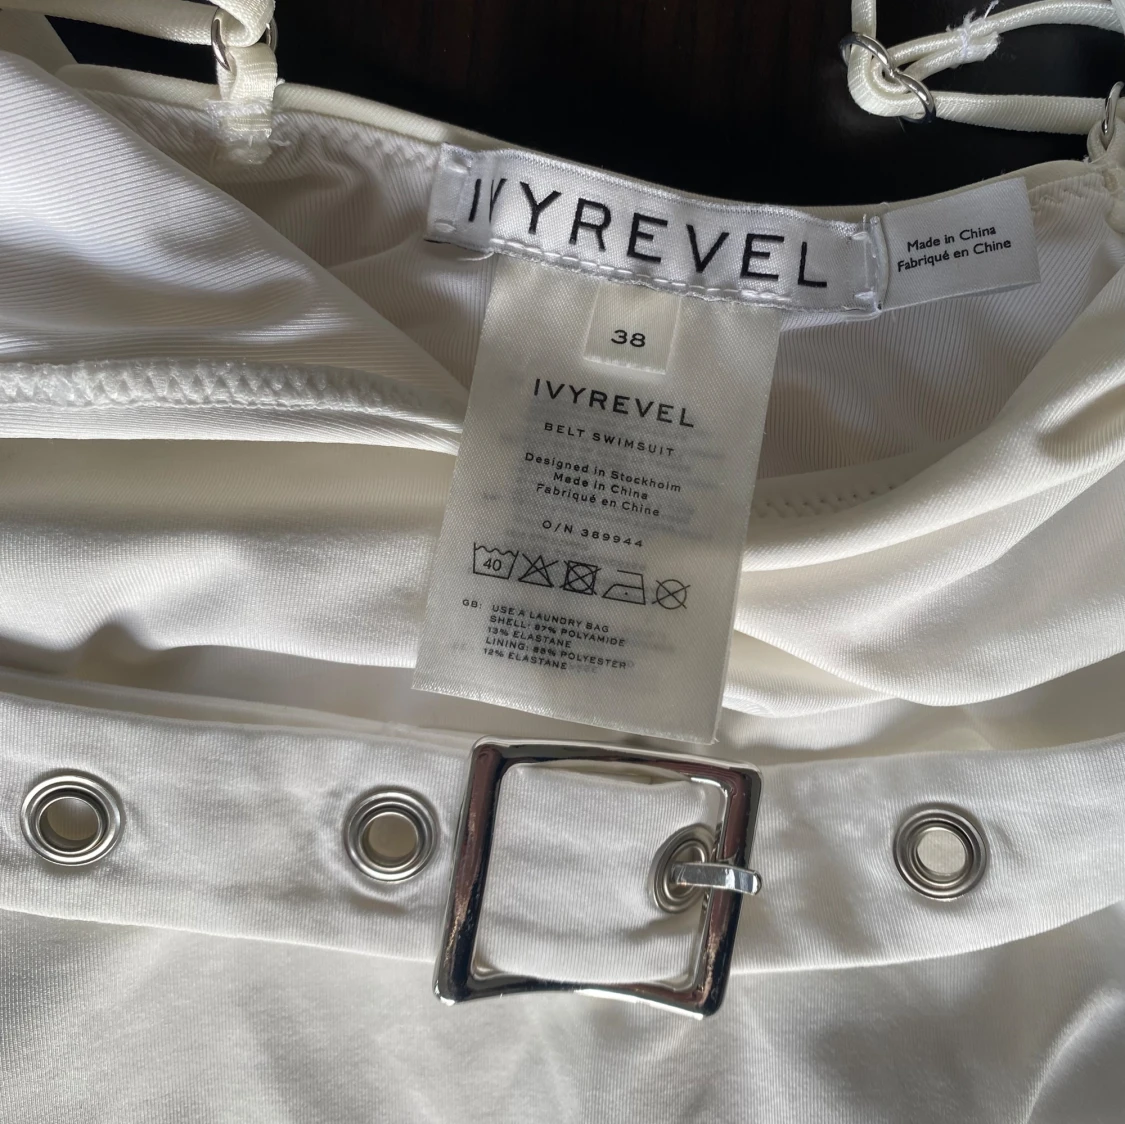 IVYREVEL
Made in China
Fabriqué en Chine
38
IVYREVEL
BELT SWIMSUIT
Designed in Stockholm
Made in China
Fabriqué en Chine
O/N 389944
40
GB: USE A LAUNDRY BAG
SHELL: 87% POLYAMIDE
13% ELASTANE
LINING: 88% POLYESTER
12% ELASTANE